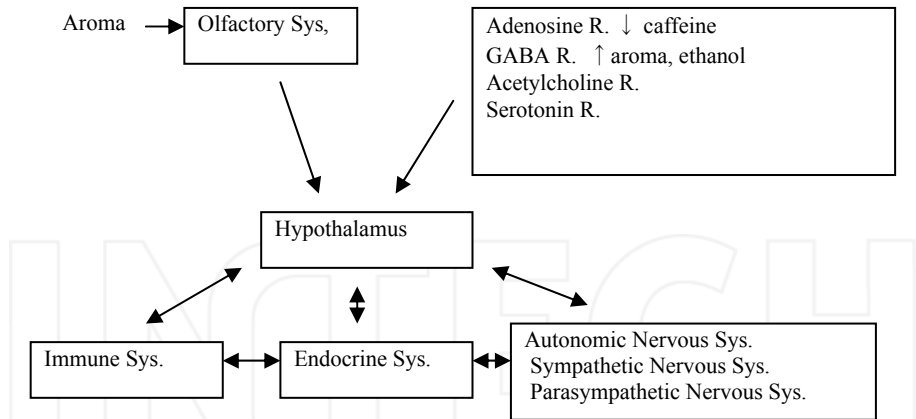 Aroma
Olfactory Sys,
Adenosine R. ↓ caffeine
GABA R. ↑ aroma, ethanol
Acetylcholine R.
Serotonin R.
Hypothalamus
Immune Sys.
Endocrine Sys.
Autonomic Nervous Sys.
Sympathetic Nervous Sys.
Parasympathetic Nervous Sys.
INTECH